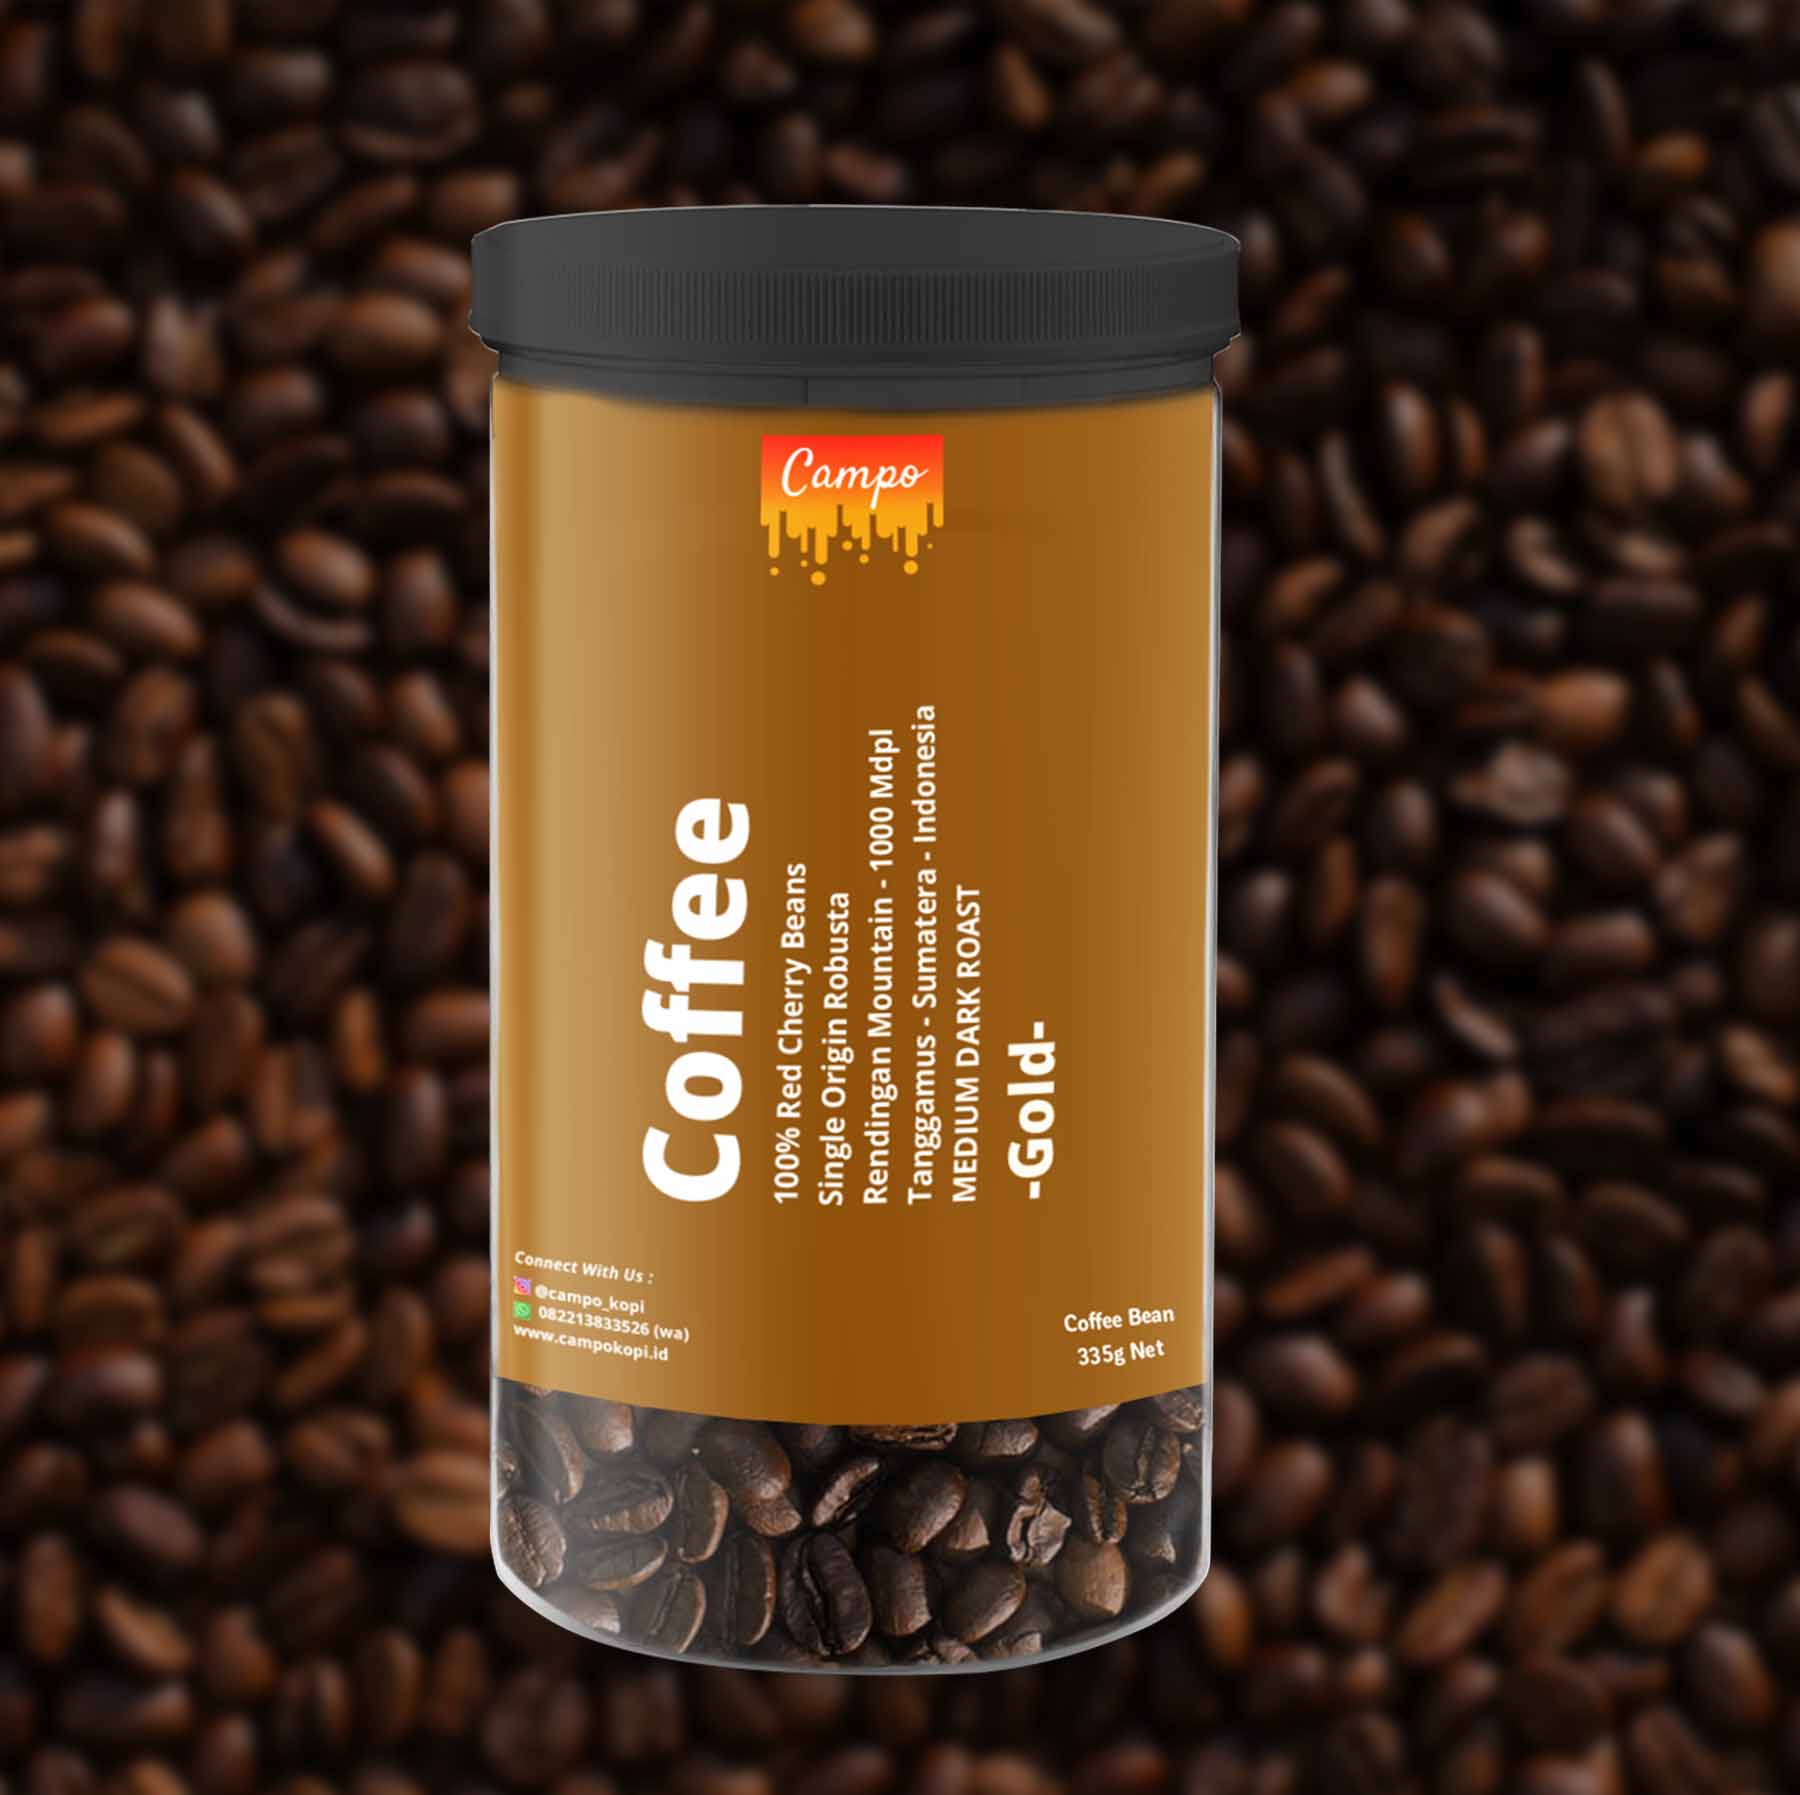 Campo
Coffee
100% Red Cherry Beans
Single Origin Robusta
Rendingan Mountain - 1000 Mdpl
Tanggamus - Sumatera - Indonesia
MEDIUM DARK ROAST
-Gold-
Connect With Us :
@campo_kopi
082213833526 (wa)
www.campokopi.id
Coffee Bean
335g Net